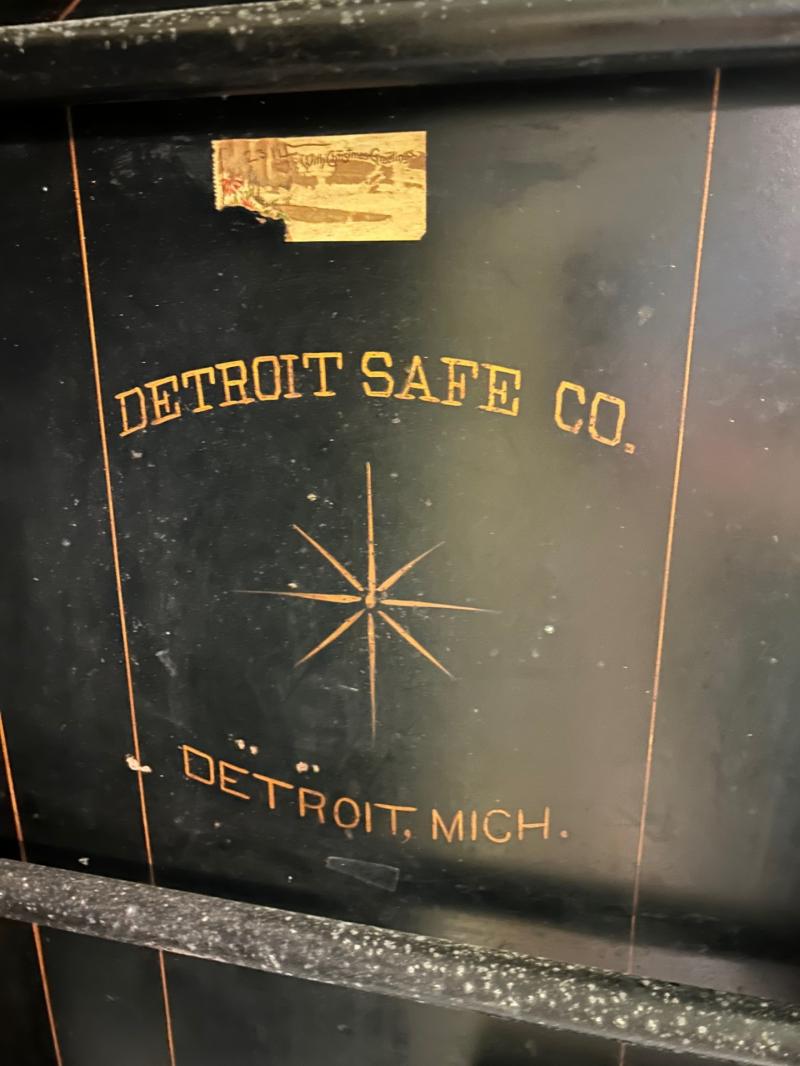 With Christmas Greetings
DETROIT SAFE CO.
DETROIT, MICH.